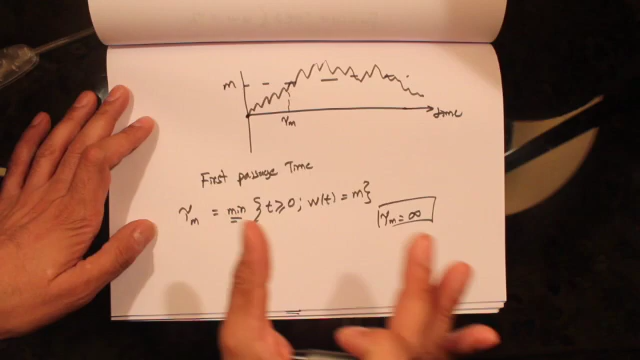 m
time
τm
First passage Time
τm = min { t ≥ 0 ; w(t) = m }
τm = ∞